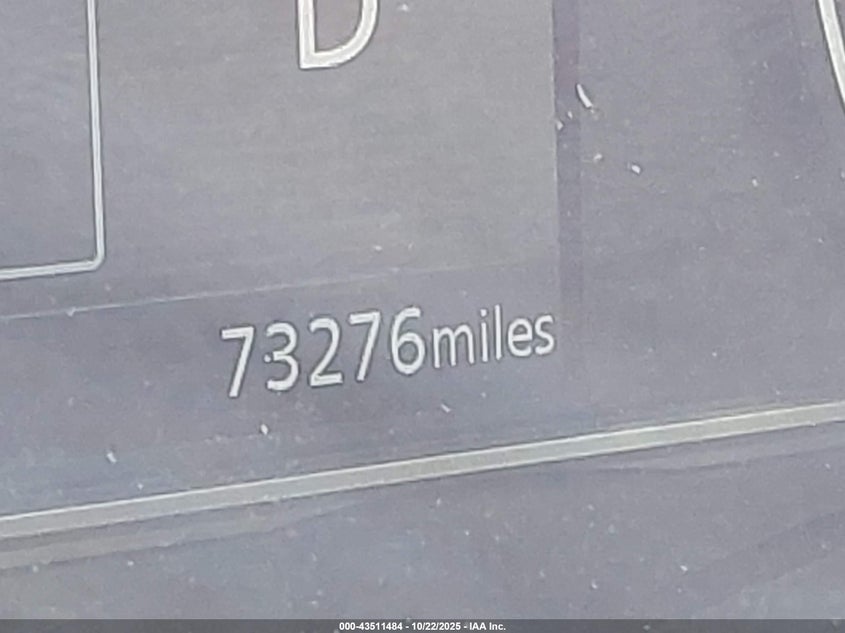 D
73276miles
000-43511484 - 10/22/2025 - IAA Inc.